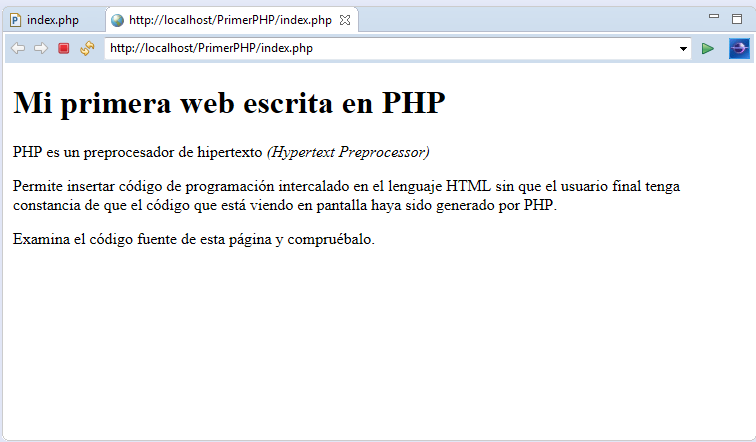 index.php
http://localhost/PrimerPHP/index.php
http://localhost/PrimerPHP/index.php
Mi primera web escrita en PHP
PHP es un preprocesador de hipertexto (Hypertext Preprocessor)
Permite insertar código de programación intercalado en el lenguaje HTML sin que el usuario final tenga
constancia de que el código que está viendo en pantalla haya sido generado por PHP.
Examina el código fuente de esta página y compruébalo.